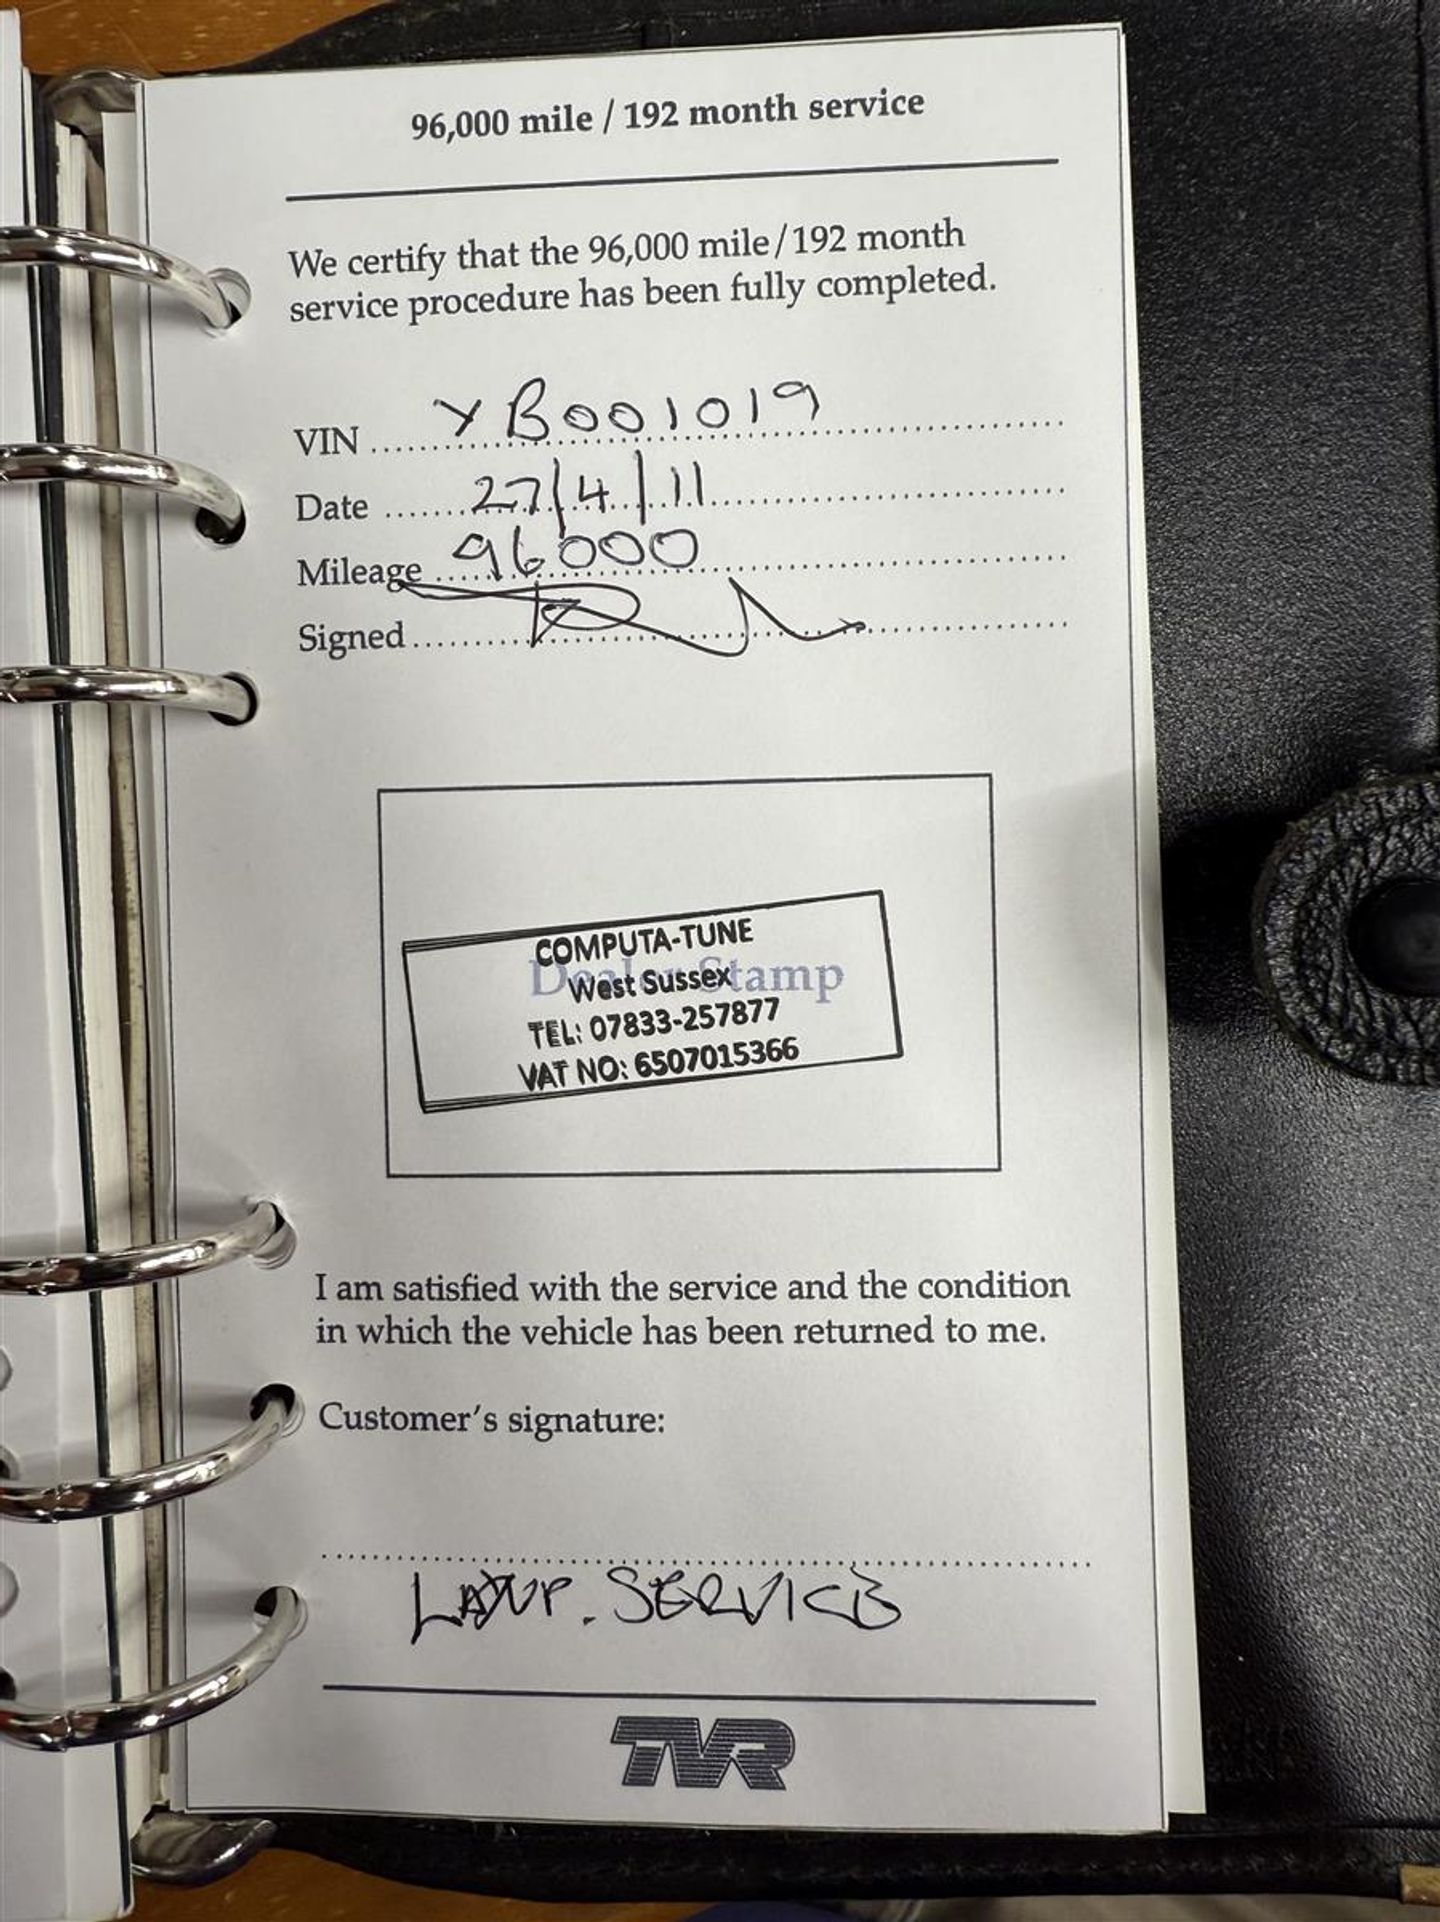 96,000 mile / 192 month service
We certify that the 96,000 mile/192 month
service procedure has been fully completed.
VIN YB001019
Date 27/4/11
Mileage 96000
Signed
Dealer Stamp
COMPUTA-TUNE
West Sussex
TEL: 07833-257877
VAT NO: 6507015366
I am satisfied with the service and the condition
in which the vehicle has been returned to me.
Customer's signature:
SERVICE
TVR